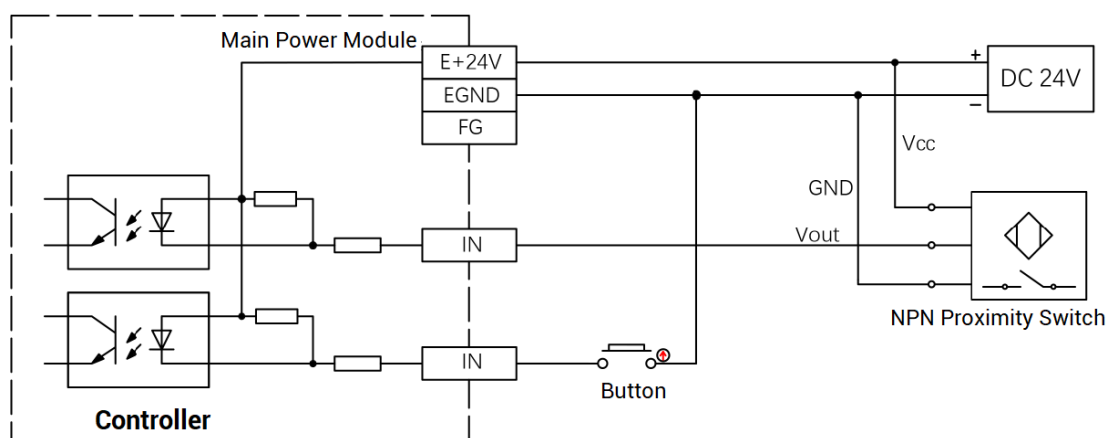 Main Power Module
E+24V
EGND
FG
+
−
DC 24V
Vcc
GND
Vout
IN
NPN Proximity Switch
IN
Button
Controller